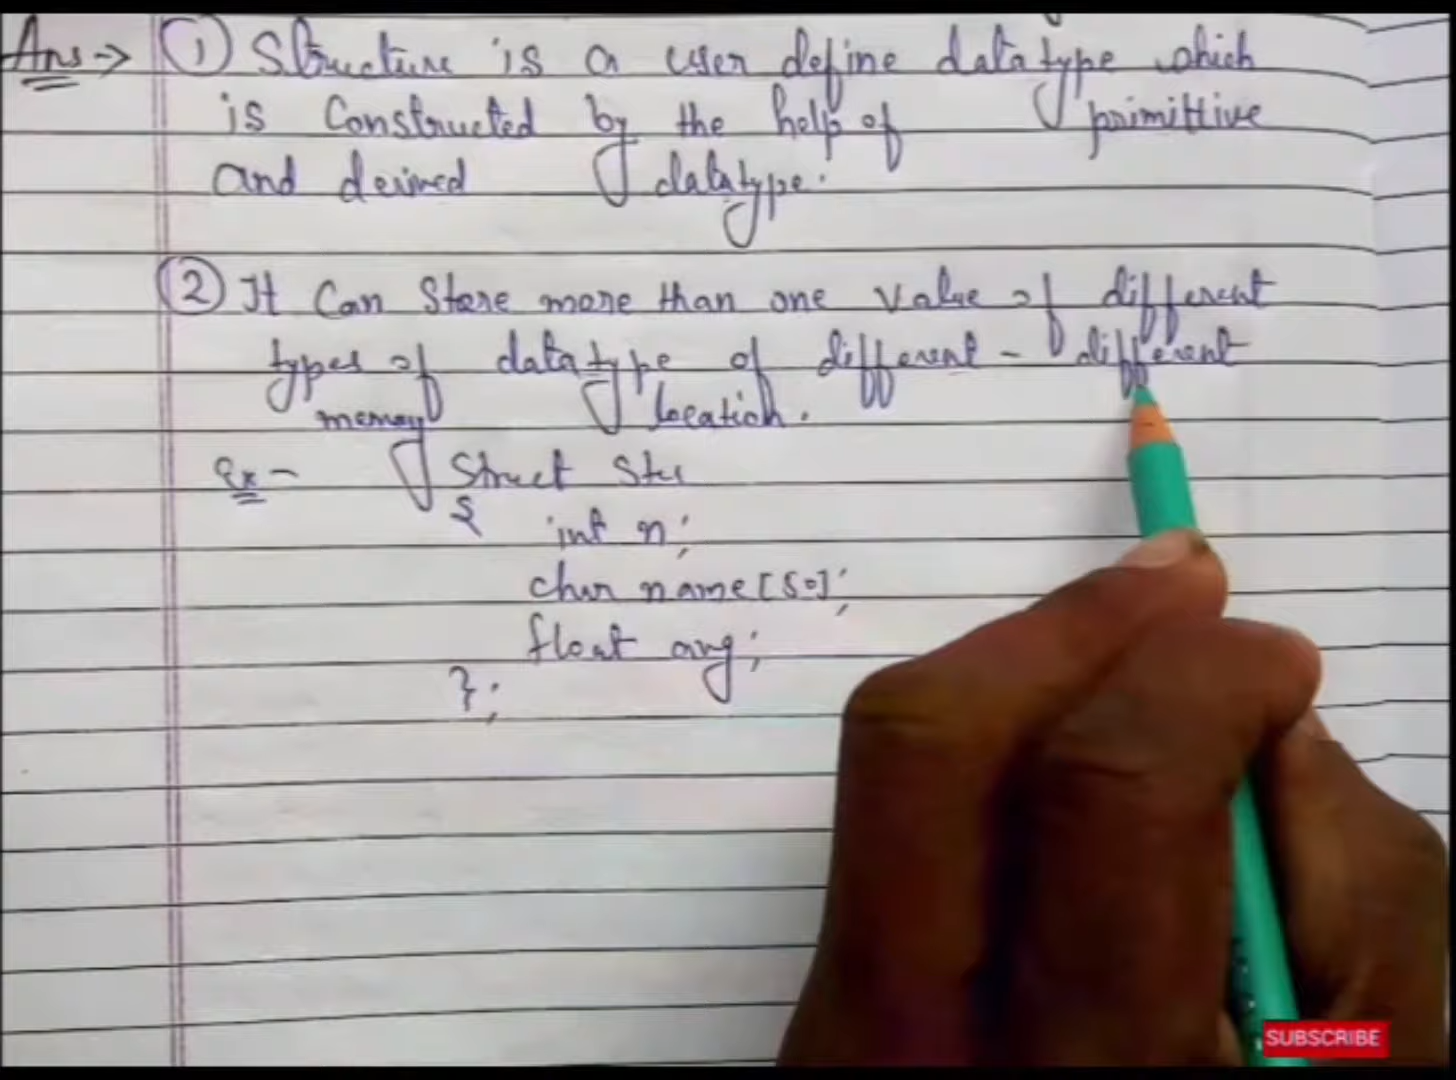 Ans → ① Structure is a user define datatype which
is Constructed by the help of primittive
and derived datatype.
② It Can Store more than one value of different
types of datatype of different - different
memory location.
Ex - Struct Stu
{ int n;
char name[50];
float avg;
};
SUBSCRIBE